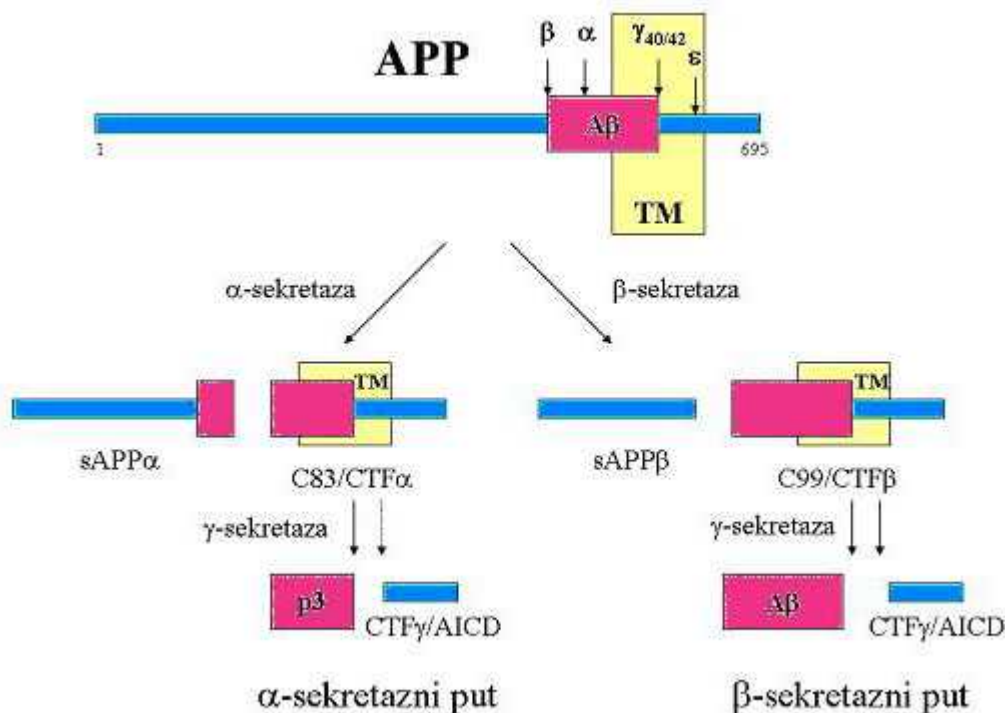 APP
β α γ40/42
ε
Aβ
1 695
TM
α-sekretaza β-sekretaza
TM TM
sAPPα C83/CTFα sAPPβ C99/CTFβ
γ-sekretaza γ-sekretaza
p3 Aβ
CTFγ/AICD CTFγ/AICD
α-sekretazni put β-sekretazni put